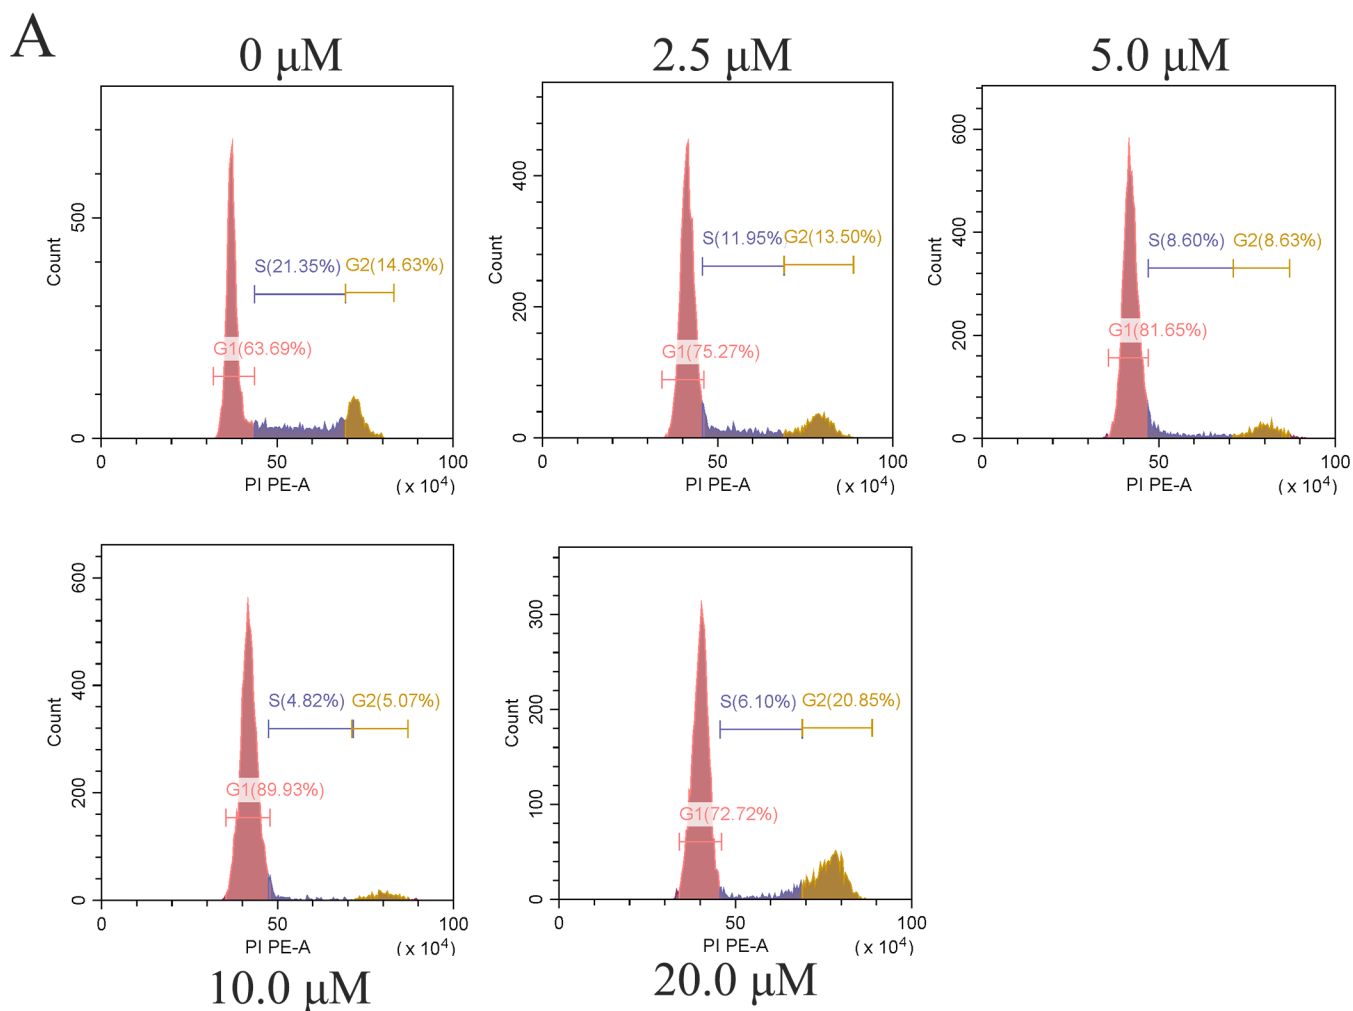 A
0 μM
2.5 μM
5.0 μM
500
0
Count
S(21.35%)
G2(14.63%)
G1(63.69%)
0
50
100
PI PE-A
(x 10⁴)
400
200
0
Count
S(11.95%)
G2(13.50%)
G1(75.27%)
0
50
100
PI PE-A
(x 10⁴)
600
400
200
0
Count
S(8.60%)
G2(8.63%)
G1(81.65%)
0
50
100
PI PE-A
(x 10⁴)
600
400
200
0
Count
S(4.82%)
G2(5.07%)
G1(89.93%)
0
50
100
PI PE-A
(x 10⁴)
10.0 μM
300
200
100
0
Count
S(6.10%)
G2(20.85%)
G1(72.72%)
0
50
100
PI PE-A
(x 10⁴)
20.0 μM